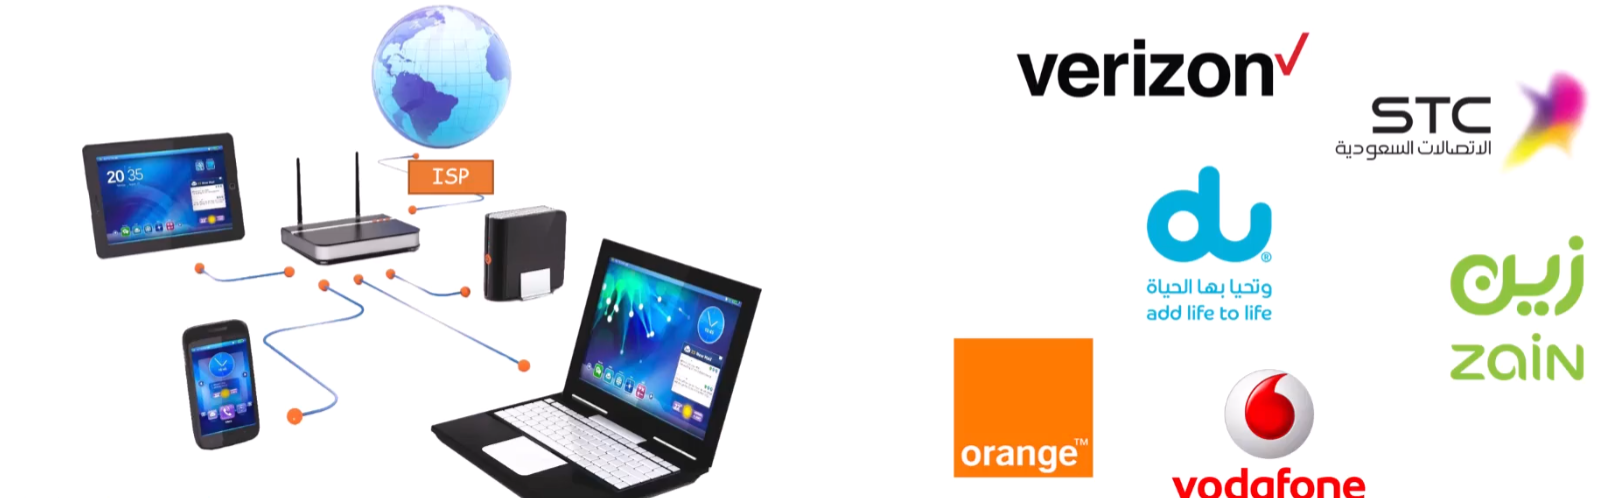 20 35
ISP
verizon
STC
الاتصالات السعودية
du
®
وتحيا بها الحياة
add life to life
زين
zain
orange™
vodafone